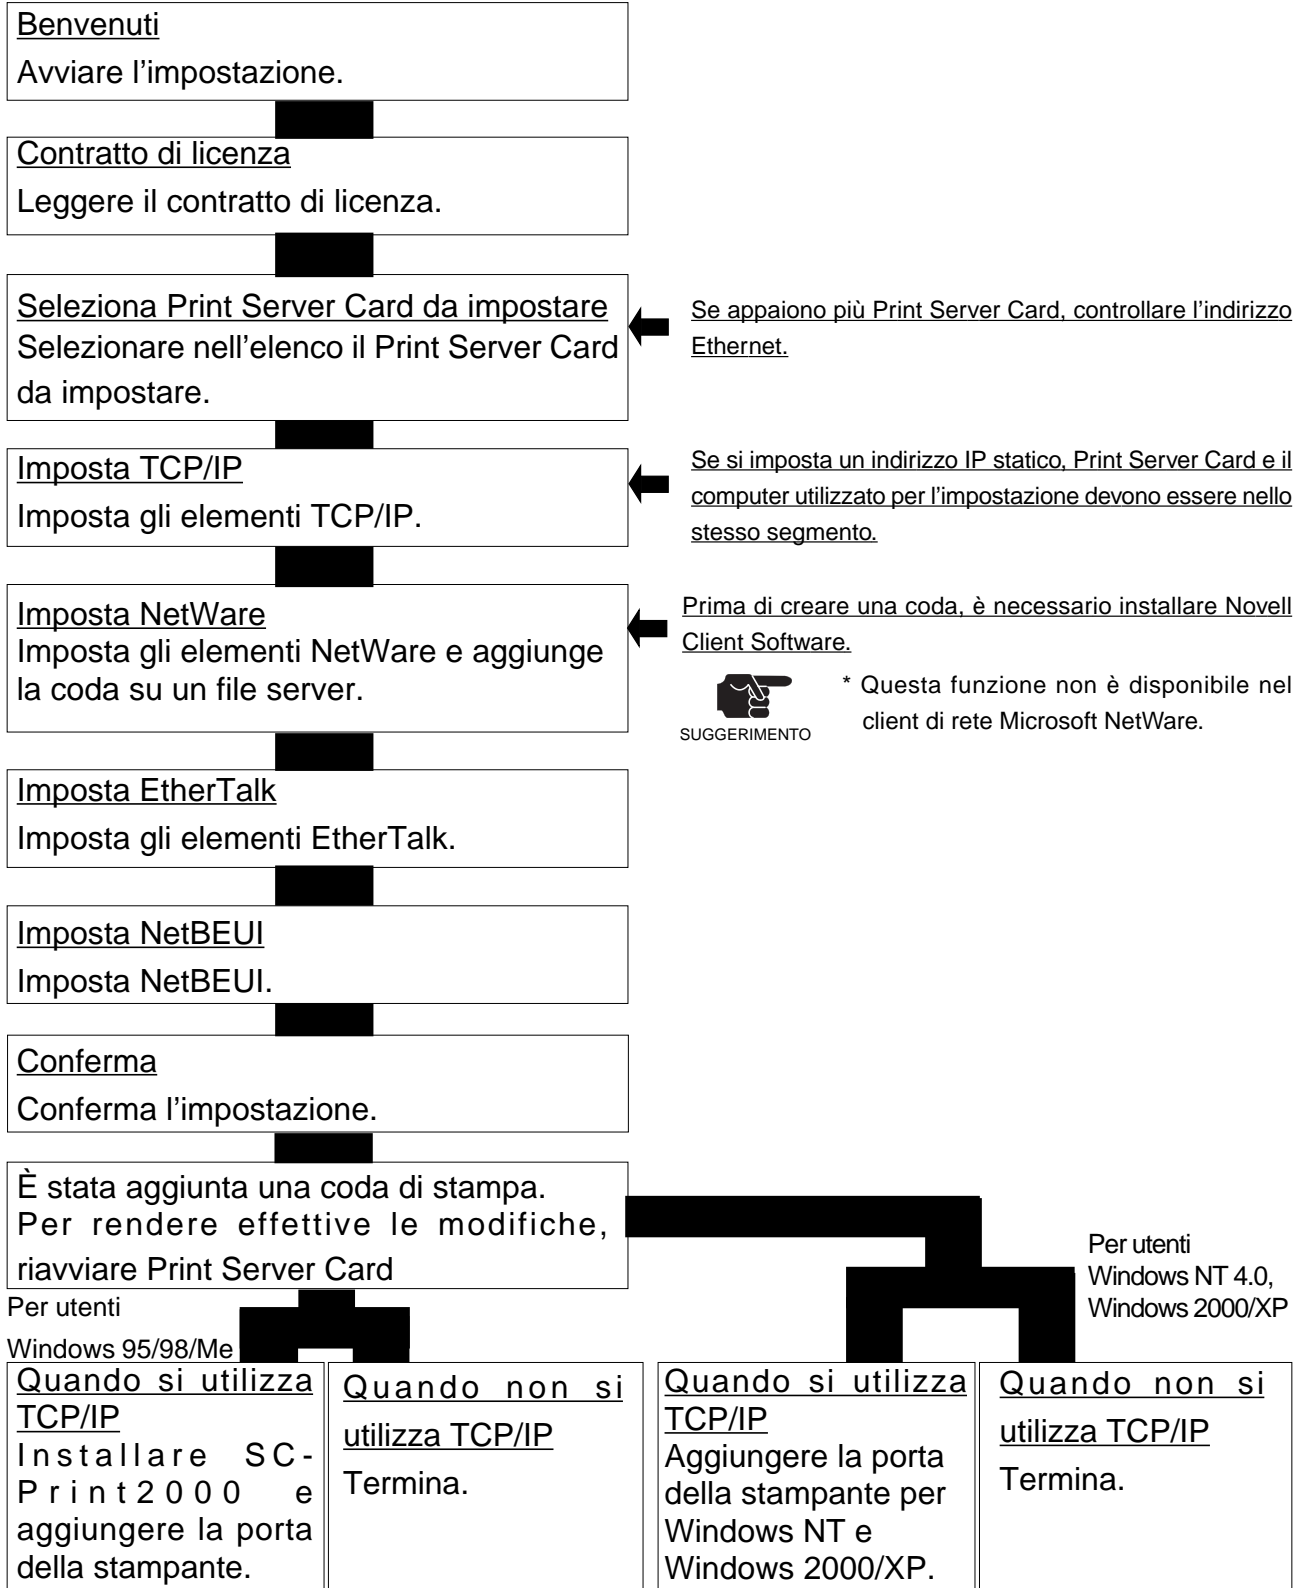 Benvenuti
Avviare l’impostazione.
Contratto di licenza
Leggere il contratto di licenza.
Seleziona Print Server Card da impostare
Selezionare nell’elenco il Print Server Card
da impostare.
Se appaiono più Print Server Card, controllare l’indirizzo
Ethernet.
Imposta TCP/IP
Imposta gli elementi TCP/IP.
Se si imposta un indirizzo IP statico, Print Server Card e il
computer utilizzato per l’impostazione devono essere nello
stesso segmento.
Imposta NetWare
Imposta gli elementi NetWare e aggiunge
la coda su un file server.
Prima di creare una coda, è necessario installare Novell
Client Software.
SUGGERIMENTO
* Questa funzione non è disponibile nel
client di rete Microsoft NetWare.
Imposta EtherTalk
Imposta gli elementi EtherTalk.
Imposta NetBEUI
Imposta NetBEUI.
Conferma
Conferma l’impostazione.
È stata aggiunta una coda di stampa.
Per rendere effettive le modifiche,
riavviare Print Server Card
Per utenti
Windows 95/98/Me
Per utenti
Windows NT 4.0,
Windows 2000/XP
Quando si utilizza
TCP/IP
Installare SC-
Print2000 e
aggiungere la porta
della stampante.
Quando non si
utilizza TCP/IP
Termina.
Quando si utilizza
TCP/IP
Aggiungere la porta
della stampante per
Windows NT e
Windows 2000/XP.
Quando non si
utilizza TCP/IP
Termina.